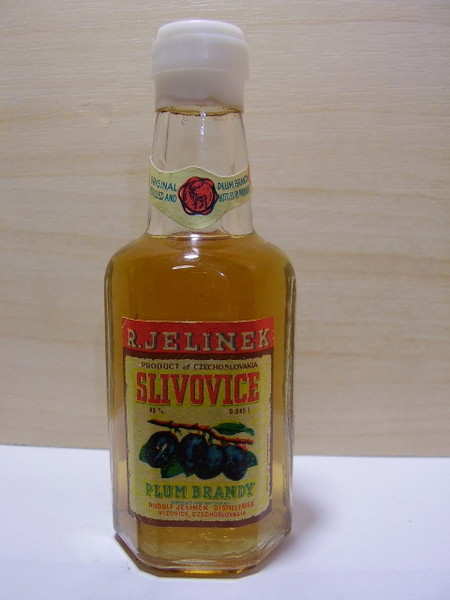 ORIGINAL PLUM BRANDY
AND BOTTLED IN
R. JELINEK
PRODUCT of CZECHOSLOVAKIA
SLIVOVICE
45 % 0.045 l
PLUM BRANDY
RUDOLF JELINEK DISTILLERIES
VIZOVICE, CZECHOSLOVAKIA